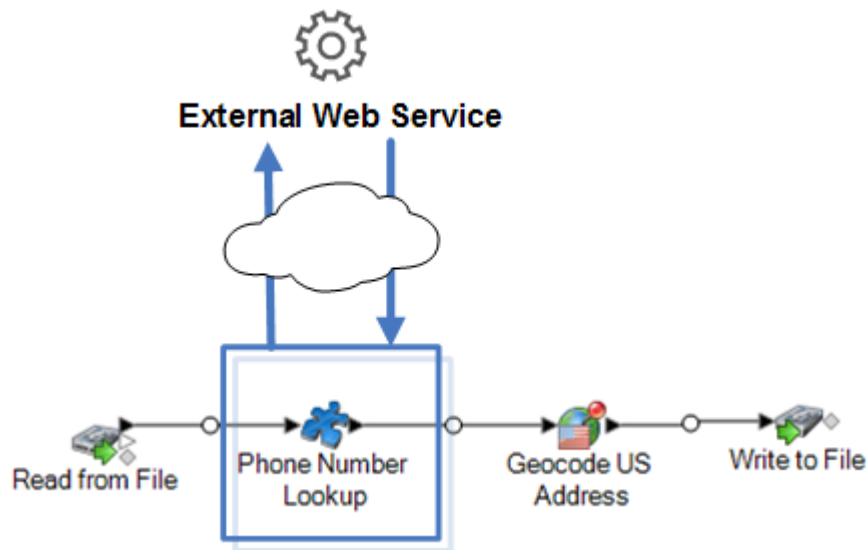 External Web Service
Read from File
Phone Number
Lookup
Geocode US
Address
Write to File